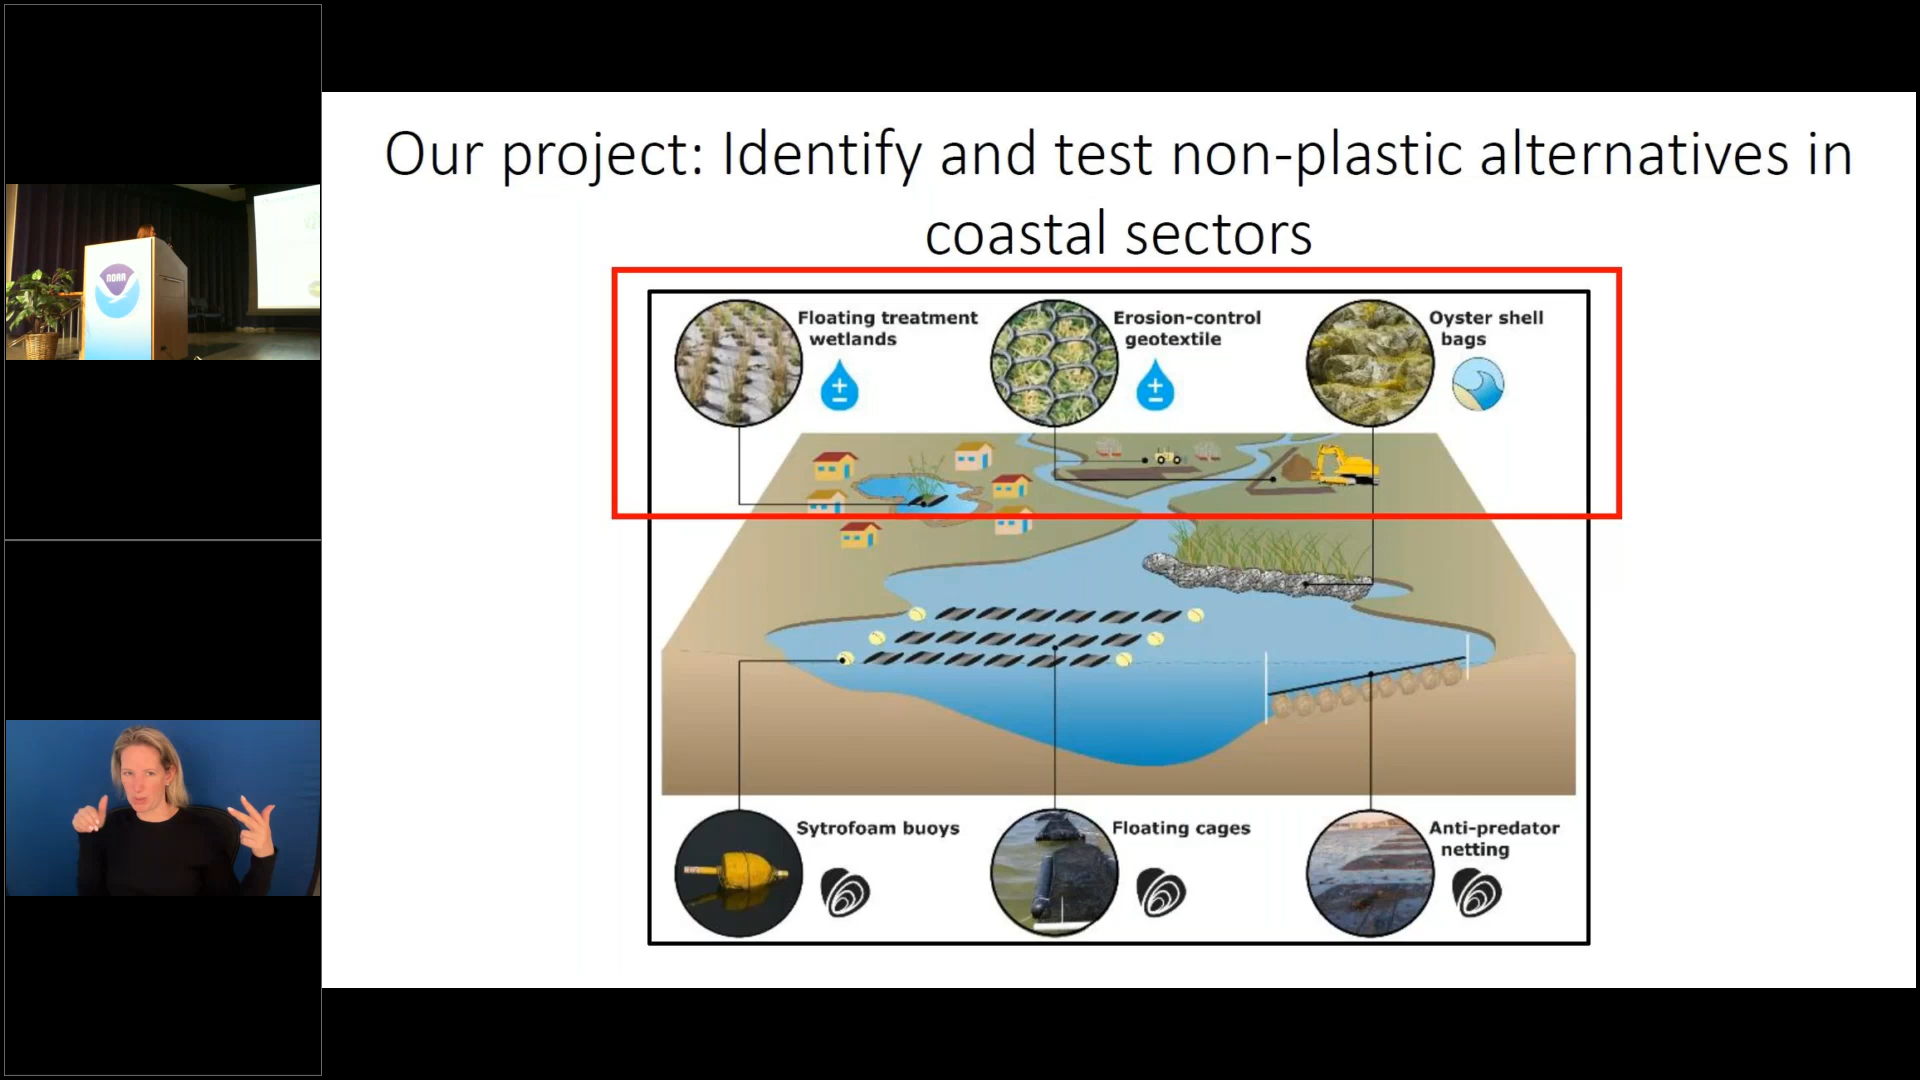 Our project: Identify and test non-plastic alternatives in
coastal sectors
Floating treatment
wetlands
Erosion-control
geotextile
Oyster shell
bags
Sytrofoam buoys
Floating cages
Anti-predator
netting
NOAA